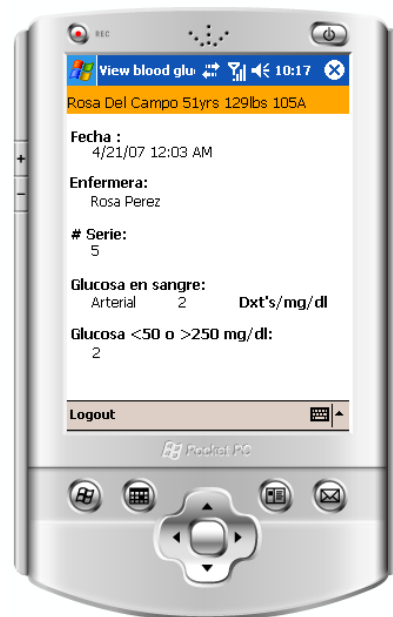 REC
View blood glu 10:17
Rosa Del Campo 51yrs 129lbs 105A
Fecha :
4/21/07 12:03 AM
Enfermera:
Rosa Perez
# Serie:
5
Glucosa en sangre:
Arterial 2 Dxt's/mg/dl
Glucosa <50 o >250 mg/dl:
2
Logout
Pocket PC